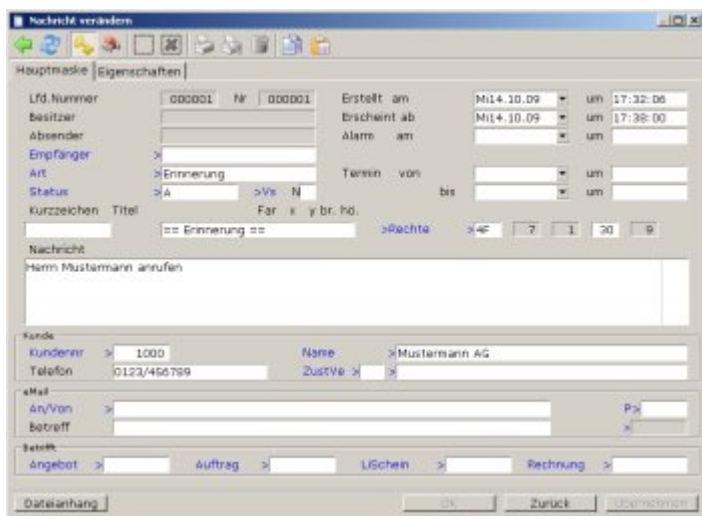 Nachricht verändern
Hauptmaske Eigenschaften
Lfd.Nummer 000001 Nr 000001 Erstellt am Mi14.10.09 um 17:32:06
Besitzer Erscheint ab Mi14.10.09 um 17:38:00
Absender Alarm am um
Empfänger >
Art >Erinnerung Termin von um
Status >A >Vs N bis um
Kurzzeichen Titel Far x y br. hö.
== Erinnerung == >Rechte >4F 7 1 30 9
Nachricht
Herrn Mustermann anrufen
Kunde
Kundennr > 1000 Name >Mustermann AG
Telefon 0123/456789 ZustVe > >
eMail
An/Von > P>
Betreff >
Betrifft
Angebot > Auftrag > LiSchein > Rechnung >
Dateianhang OK Zurück Übernehmen